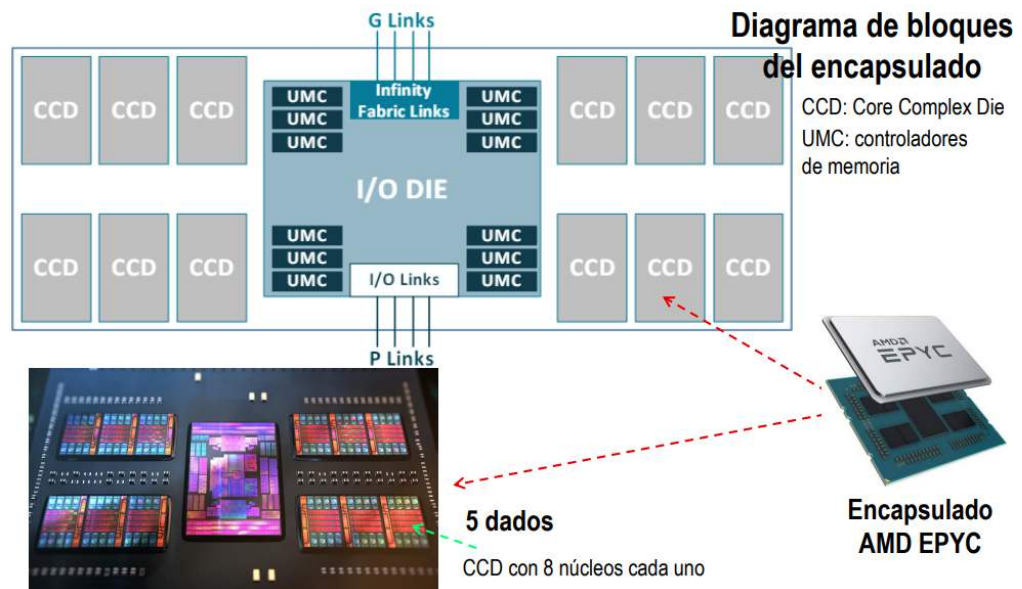 Diagrama de bloques
del encapsulado
CCD: Core Complex Die
UMC: controladores
de memoria
G Links
CCD CCD CCD
Infinity
Fabric Links
UMC UMC
UMC UMC
UMC UMC
CCD CCD CCD
I/O DIE
CCD CCD CCD
UMC UMC
UMC UMC
UMC UMC
I/O Links
CCD CCD CCD
P Links
AMD
EPYC
Encapsulado
AMD EPYC
5 dados
CCD con 8 núcleos cada uno